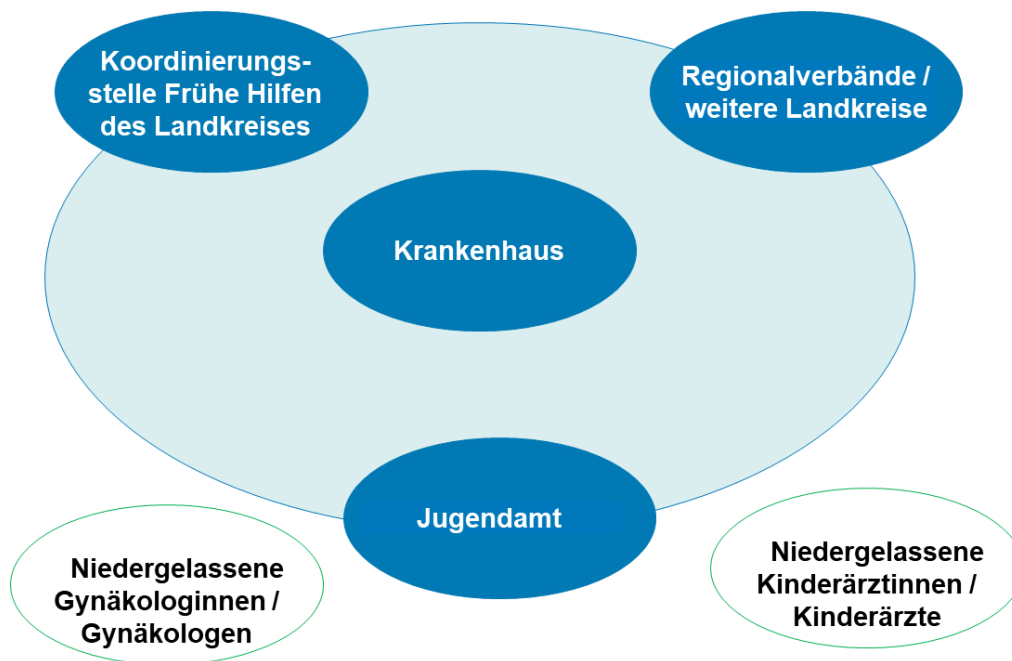 Koordinierungs-
stelle Frühe Hilfen
des Landkreises
Regionalverbände /
weitere Landkreise
Krankenhaus
Jugendamt
Niedergelassene
Gynäkologinnen /
Gynäkologen
Niedergelassene
Kinderärztinnen /
Kinderärzte